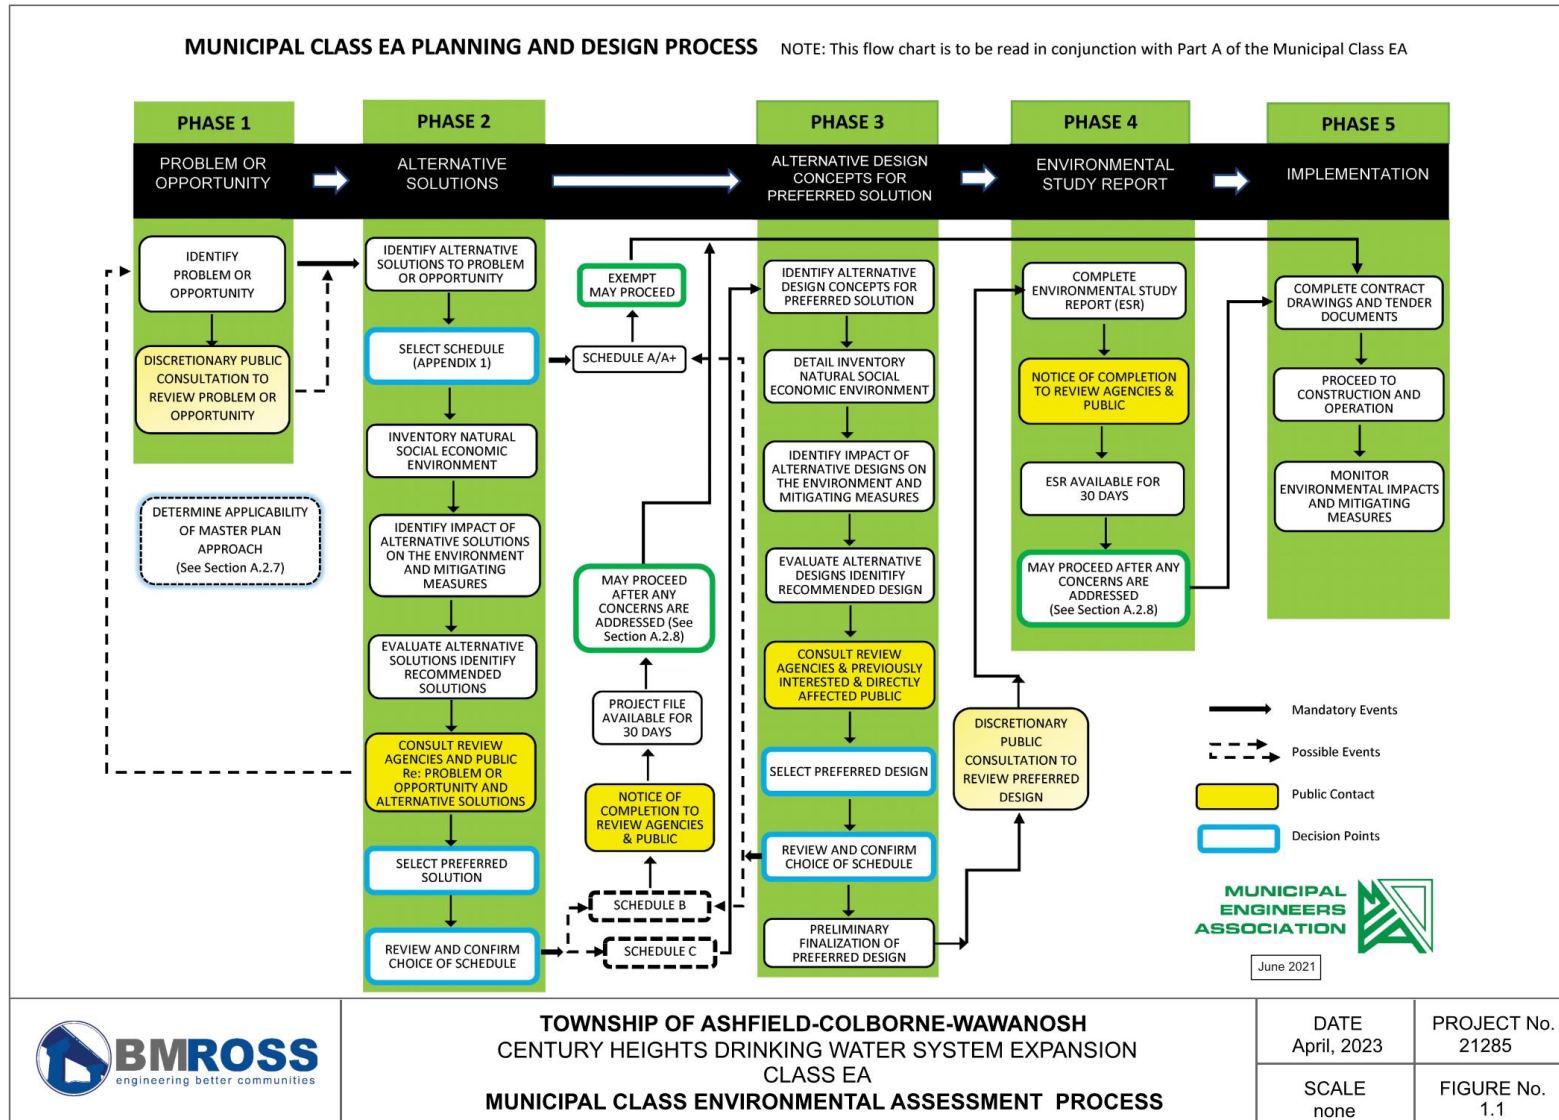 MUNICIPAL CLASS EA PLANNING AND DESIGN PROCESS NOTE: This flow chart is to be read in conjunction with Part A of the Municipal Class EA
PHASE 1
PROBLEM OR
OPPORTUNITY
IDENTIFY
PROBLEM OR
OPPORTUNITY
DISCRETIONARY PUBLIC
CONSULTATION TO
REVIEW PROBLEM OR
OPPORTUNITY
DETERMINE APPLICABILITY
OF MASTER PLAN
APPROACH
(See Section A.2.7)
PHASE 2
ALTERNATIVE
SOLUTIONS
IDENTIFY ALTERNATIVE
SOLUTIONS TO PROBLEM
OR OPPORTUNITY
SELECT SCHEDULE
(APPENDIX 1)
INVENTORY NATURAL
SOCIAL ECONOMIC
ENVIRONMENT
IDENTIFY IMPACT OF
ALTERNATIVE SOLUTIONS
ON THE ENVIRONMENT
AND MITIGATING
MEASURES
EVALUATE ALTERNATIVE
SOLUTIONS IDENITIFY
RECOMMENDED
SOLUTIONS
CONSULT REVIEW
AGENCIES AND PUBLIC
Re: PROBLEM OR
OPPORTUNITY AND
ALTERNATIVE SOLUTIONS
SELECT PREFERRED
SOLUTION
REVIEW AND CONFIRM
CHOICE OF SCHEDULE
EXEMPT
MAY PROCEED
SCHEDULE A/A+
MAY PROCEED
AFTER ANY
CONCERNS ARE
ADDRESSED (See
Section A.2.8)
PROJECT FILE
AVAILABLE FOR
30 DAYS
NOTICE OF
COMPLETION TO
REVIEW AGENCIES
& PUBLIC
SCHEDULE B
SCHEDULE C
PHASE 3
ALTERNATIVE DESIGN
CONCEPTS FOR
PREFERRED SOLUTION
IDENTIFY ALTERNATIVE
DESIGN CONCEPTS FOR
PREFERRED SOLUTION
DETAIL INVENTORY
NATURAL SOCIAL
ECONOMIC ENVIRONMENT
IDENTIFY IMPACT OF
ALTERNATIVE DESIGNS ON
THE ENVIRONMENT AND
MITIGATING MEASURES
EVALUATE ALTERNATIVE
DESIGNS IDENITIFY
RECOMMENDED DESIGN
CONSULT REVIEW
AGENCIES & PREVIOUSLY
INTERESTED & DIRECTLY
AFFECTED PUBLIC
SELECT PREFERRED DESIGN
REVIEW AND CONFIRM
CHOICE OF SCHEDULE
PRELIMINARY
FINALIZATION OF
PREFERRED DESIGN
PHASE 4
ENVIRONMENTAL
STUDY REPORT
COMPLETE
ENVIRONMENTAL STUDY
REPORT (ESR)
NOTICE OF COMPLETION
TO REVIEW AGENCIES &
PUBLIC
ESR AVAILABLE FOR
30 DAYS
MAY PROCEED AFTER ANY
CONCERNS ARE
ADDRESSED
(See Section A.2.8)
DISCRETIONARY
PUBLIC
CONSULTATION TO
REVIEW PREFERRED
DESIGN
PHASE 5
IMPLEMENTATION
COMPLETE CONTRACT
DRAWINGS AND TENDER
DOCUMENTS
PROCEED TO
CONSTRUCTION AND
OPERATION
MONITOR
ENVIRONMENTAL IMPACTS
AND MITIGATING
MEASURES
Mandatory Events
Possible Events
Public Contact
Decision Points
MUNICIPAL
ENGINEERS
ASSOCIATION
June 2021
BMROSS
engineering better communities
TOWNSHIP OF ASHFIELD-COLBORNE-WAWANOSH
CENTURY HEIGHTS DRINKING WATER SYSTEM EXPANSION
CLASS EA
MUNICIPAL CLASS ENVIRONMENTAL ASSESSMENT PROCESS
DATE
April, 2023
PROJECT No.
21285
SCALE
none
FIGURE No.
1.1